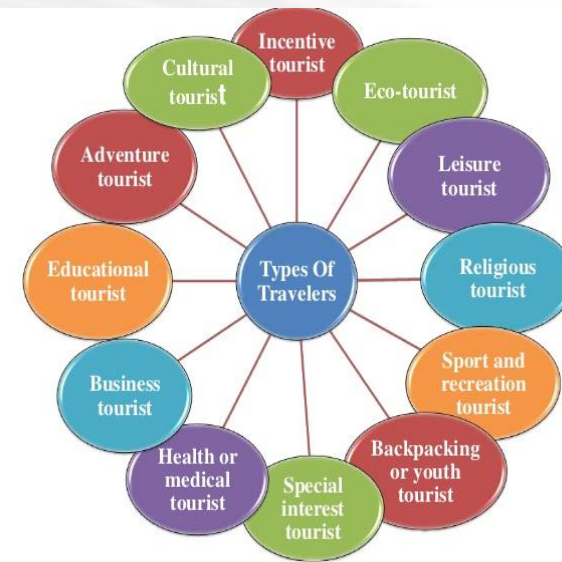 Incentive
tourist
Eco-tourist
Leisure
tourist
Religious
tourist
Sport and
recreation
tourist
Backpacking
or youth
tourist
Special
interest
tourist
Health or
medical
tourist
Business
tourist
Educational
tourist
Adventure
tourist
Cultural
tourist
Types Of
Travelers